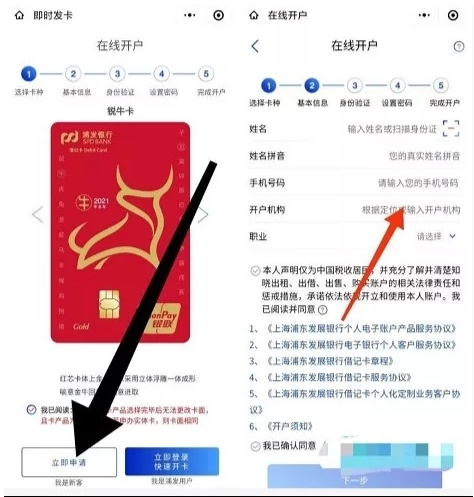 即时发卡
在线开户
1 2 3 4 5
选择卡种 基本信息 身份验证 设置密码 完成开户
锐牛卡
浦发银行
SPD BANK
借记卡 Debit Card
牛 2021
Gold
银联
红芯卡体上金 采用立体浮雕一体成形
喻意金牛回 意进取
我已阅读 产品选择完毕后无法更改卡面，
且卡产品 申办实体卡，则卡面相同
立即申请
我是新客
立即登录
快速开卡
我是浦发用户
在线开户
1 2 3 4 5
选择卡种 基本信息 身份验证 设置密码 完成开户
姓名 输入姓名或扫描身份证
姓名拼音 您的真实姓名拼音
手机号码 请输入您的手机号码
开户机构 根据定位或输入开户机构
职业 请选择
本人声明仅为中国税收居民，并充分了解并清楚知
晓出租、出借、出售、购买账户的相关法律责任和
惩戒措施，承诺依法依规开立和使用本人账户。我
已阅读并同意
1、《上海浦东发展银行个人电子账户产品服务协议》
2、《上海浦东发展银行电子银行个人客户服务协议》
3、《上海浦东发展银行借记卡章程》
4、《上海浦东发展银行借记卡服务协议》
5、《上海浦东发展银行借记卡个人化定制业务客户协
议》
6、《开户须知》
我已确认同意
下一步